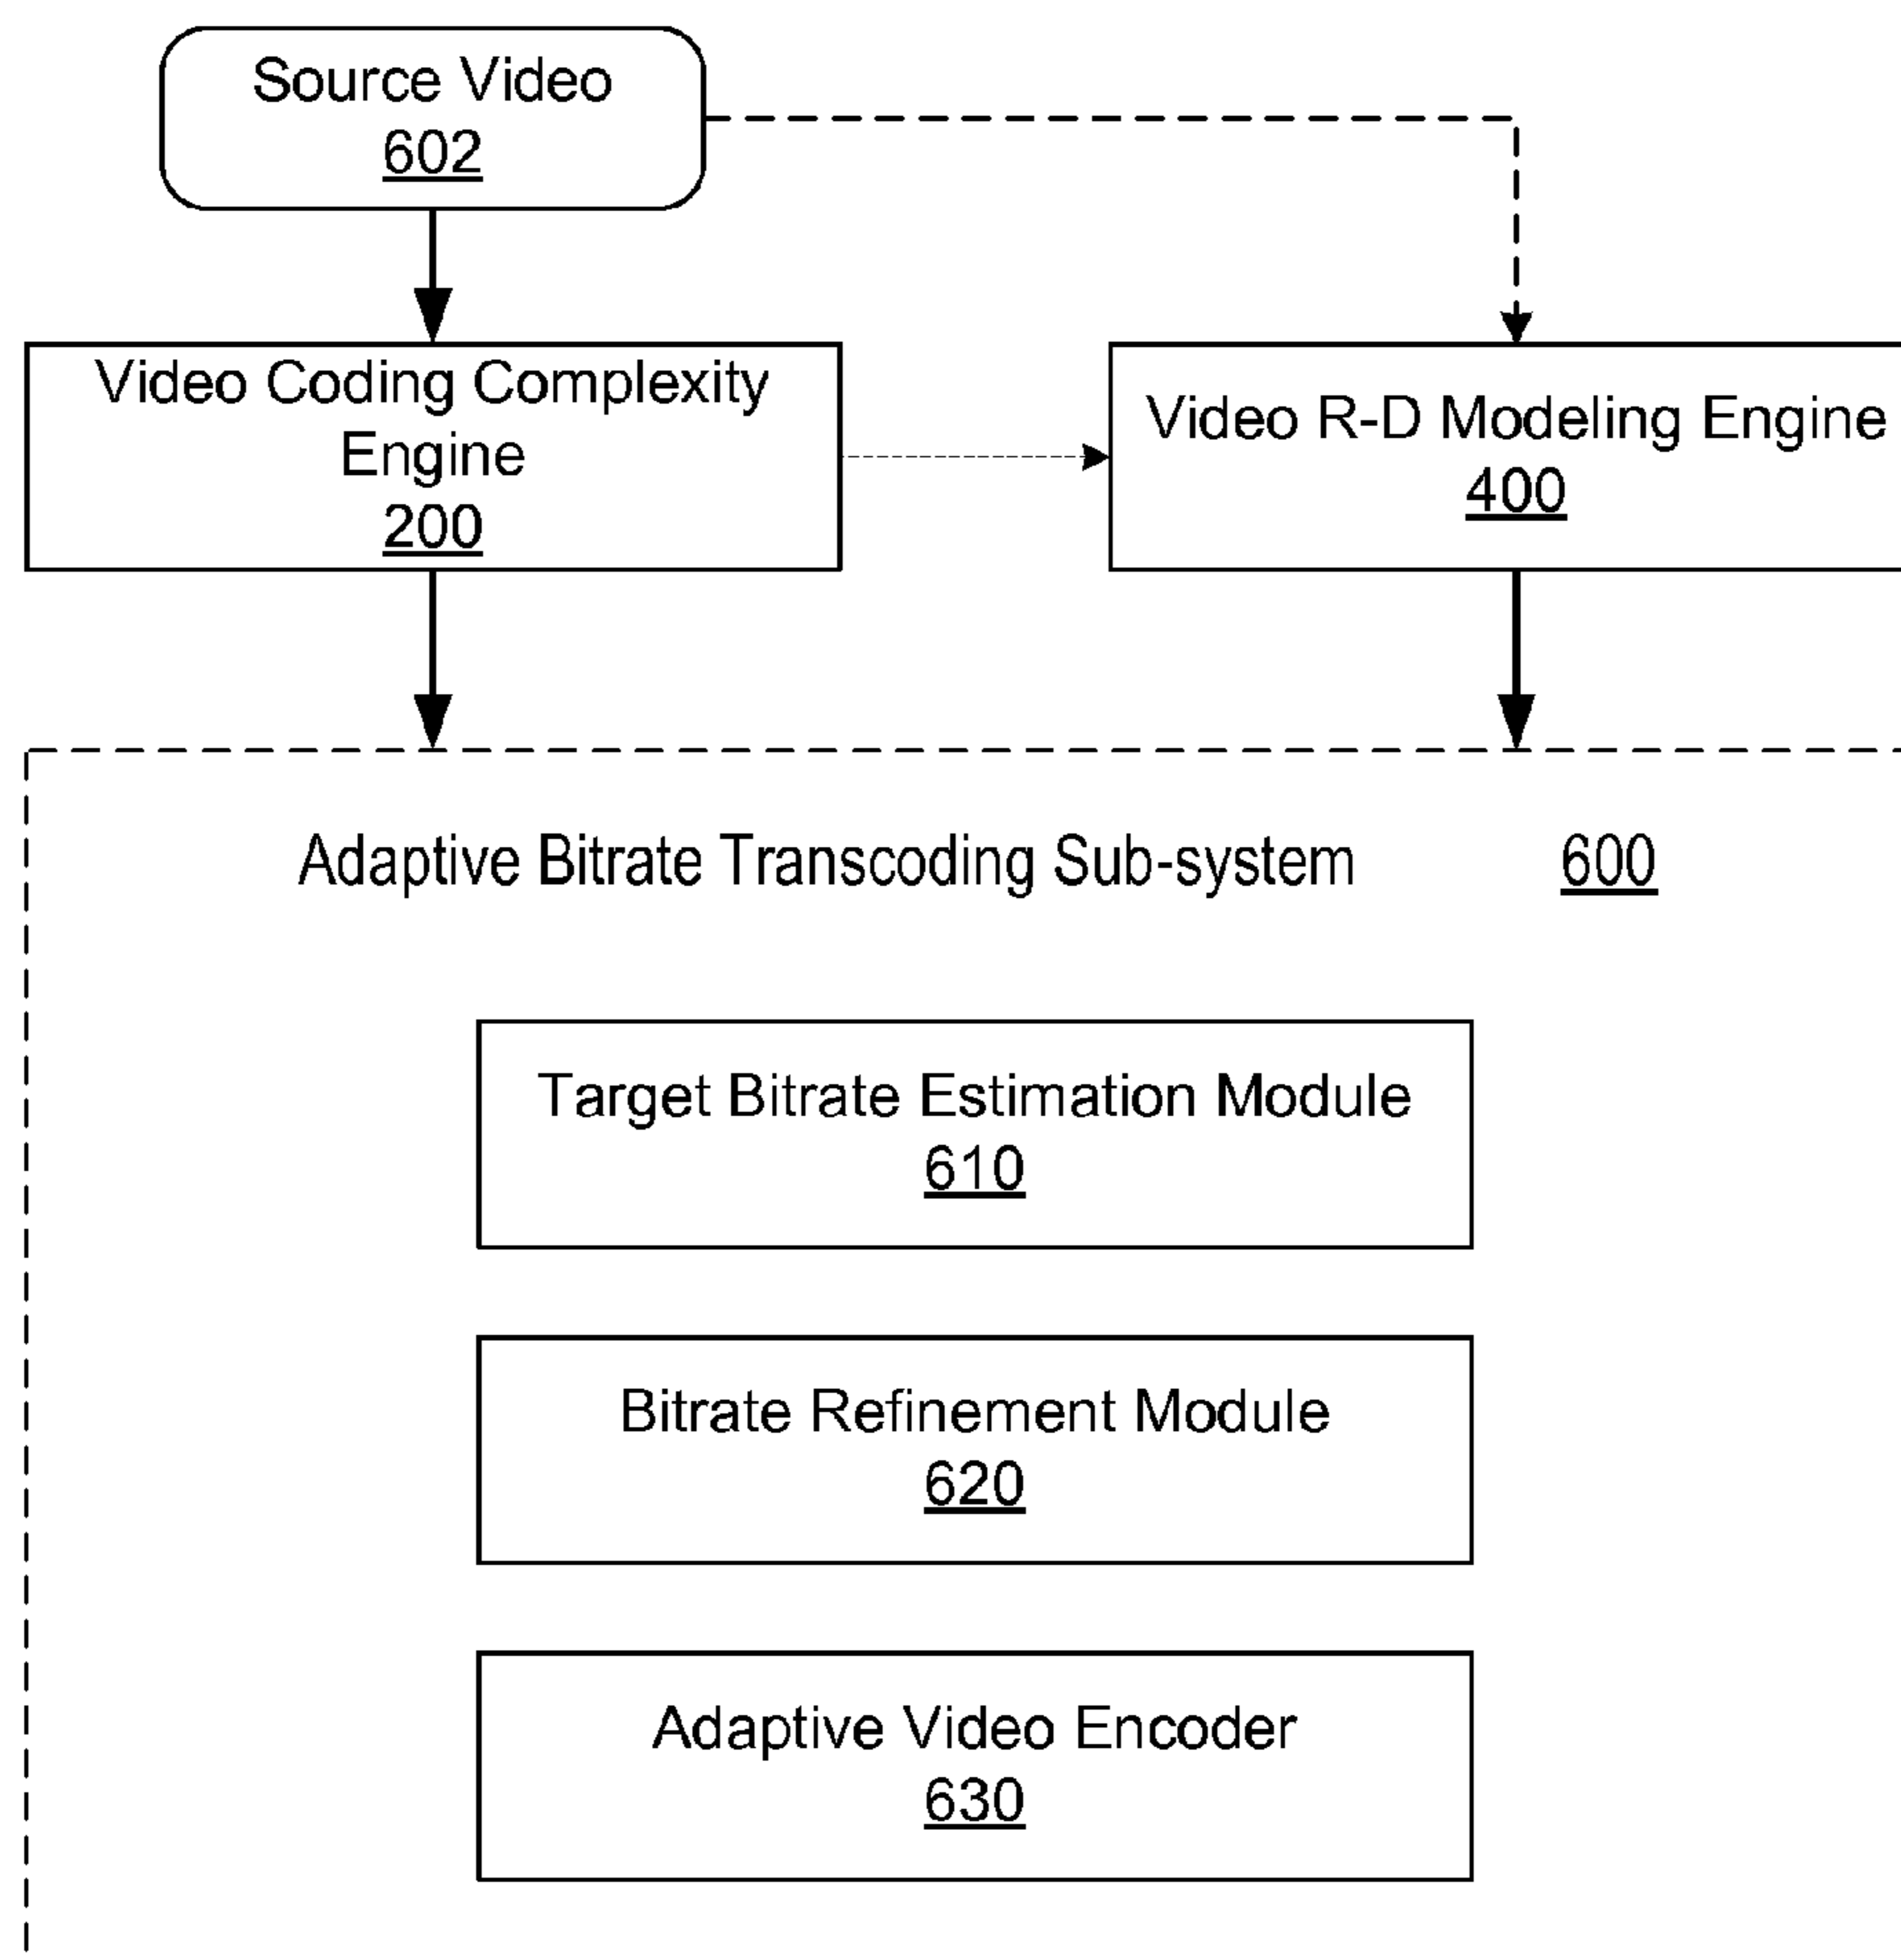 Source Video
602
Video Coding Complexity
Engine
200
Video R-D Modeling Engine
400
Adaptive Bitrate Transcoding Sub-system 600
Target Bitrate Estimation Module
610
Bitrate Refinement Module
620
Adaptive Video Encoder
630